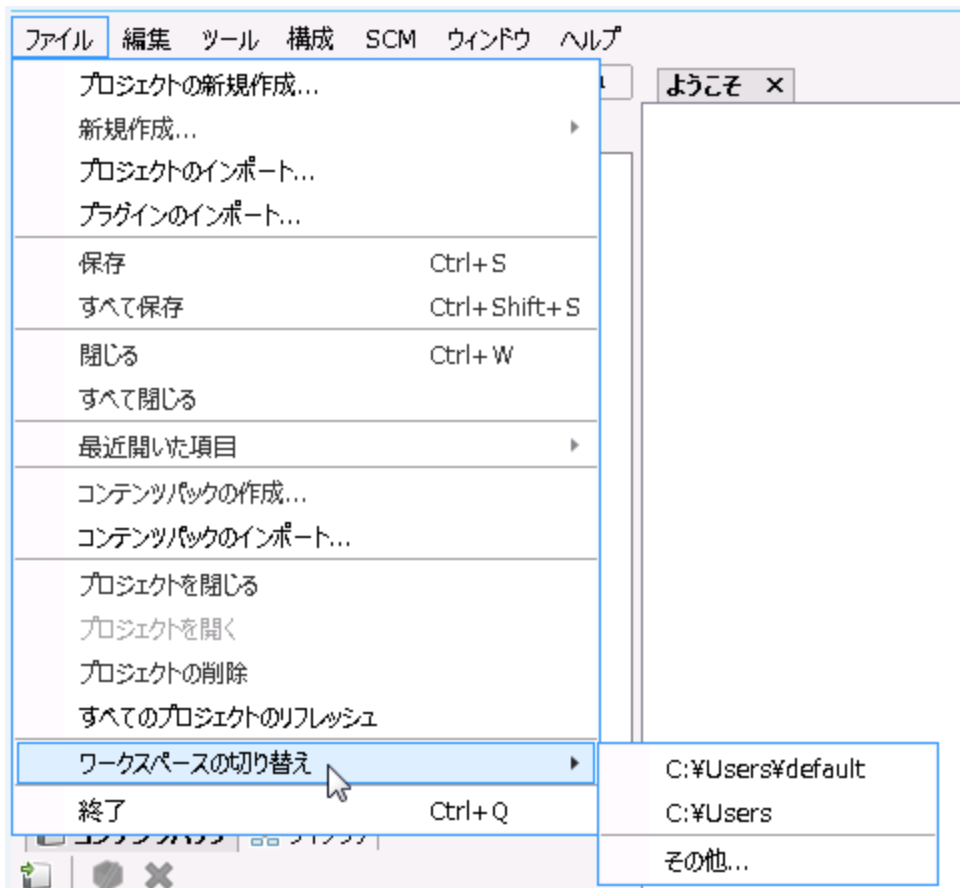 ファイル 編集 ツール 構成 SCM ウィンドウ ヘルプ
ようこそ ×
プロジェクトの新規作成...
新規作成...
プロジェクトのインポート...
プラグインのインポート...
保存 Ctrl+S
すべて保存 Ctrl+Shift+S
閉じる Ctrl+W
すべて閉じる
最近開いた項目
コンテンツパックの作成...
コンテンツパックのインポート...
プロジェクトを閉じる
プロジェクトを開く
プロジェクトの削除
すべてのプロジェクトのリフレッシュ
ワークスペースの切り替え
C:¥Users¥default
終了 Ctrl+Q
C:¥Users
その他...